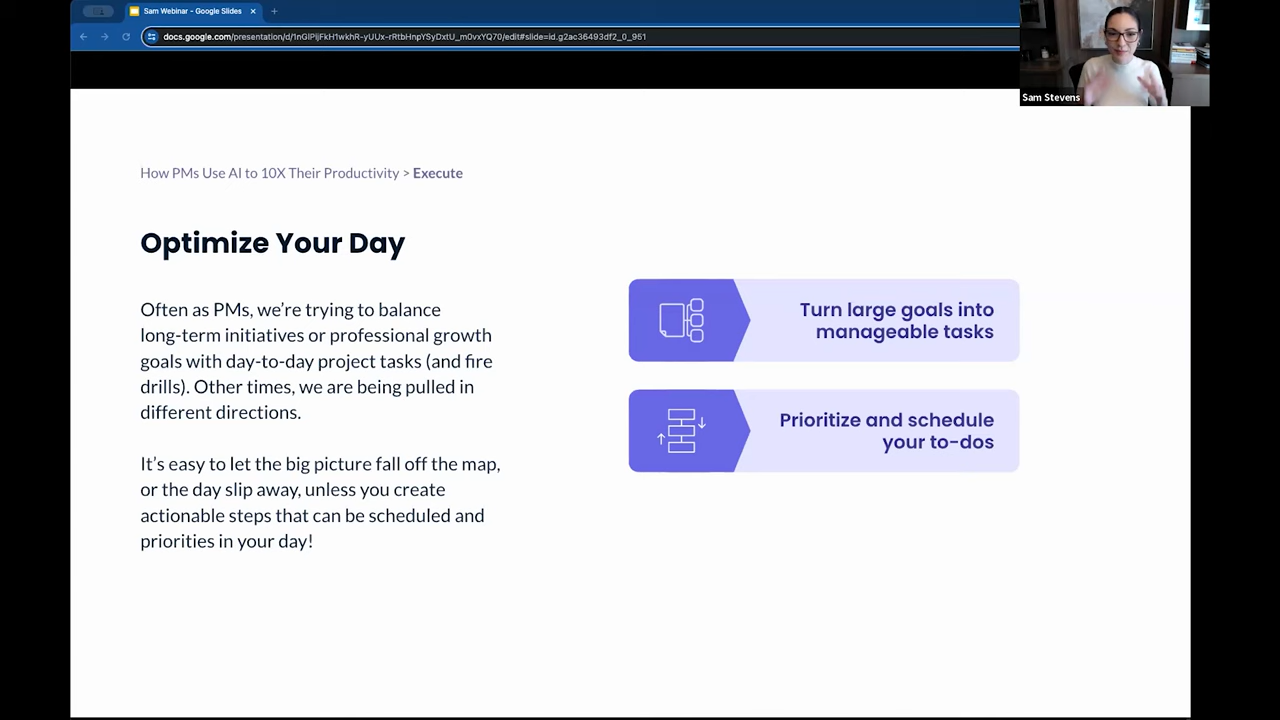 Sam Webinar - Google Slides
docs.google.com/presentation/d/1nGlPijFkH1wkhR-yUUx-rRtbHnpYSyDxtU_m0vxYQ70/edit#slide=id.g2ac36493df2_0_951
Sam Stevens
How PMs Use AI to 10X Their Productivity > Execute
Optimize Your Day
Often as PMs, we’re trying to balance
long-term initiatives or professional growth
goals with day-to-day project tasks (and fire
drills). Other times, we are being pulled in
different directions.
It’s easy to let the big picture fall off the map,
or the day slip away, unless you create
actionable steps that can be scheduled and
priorities in your day!
Turn large goals into
manageable tasks
Prioritize and schedule
your to-dos